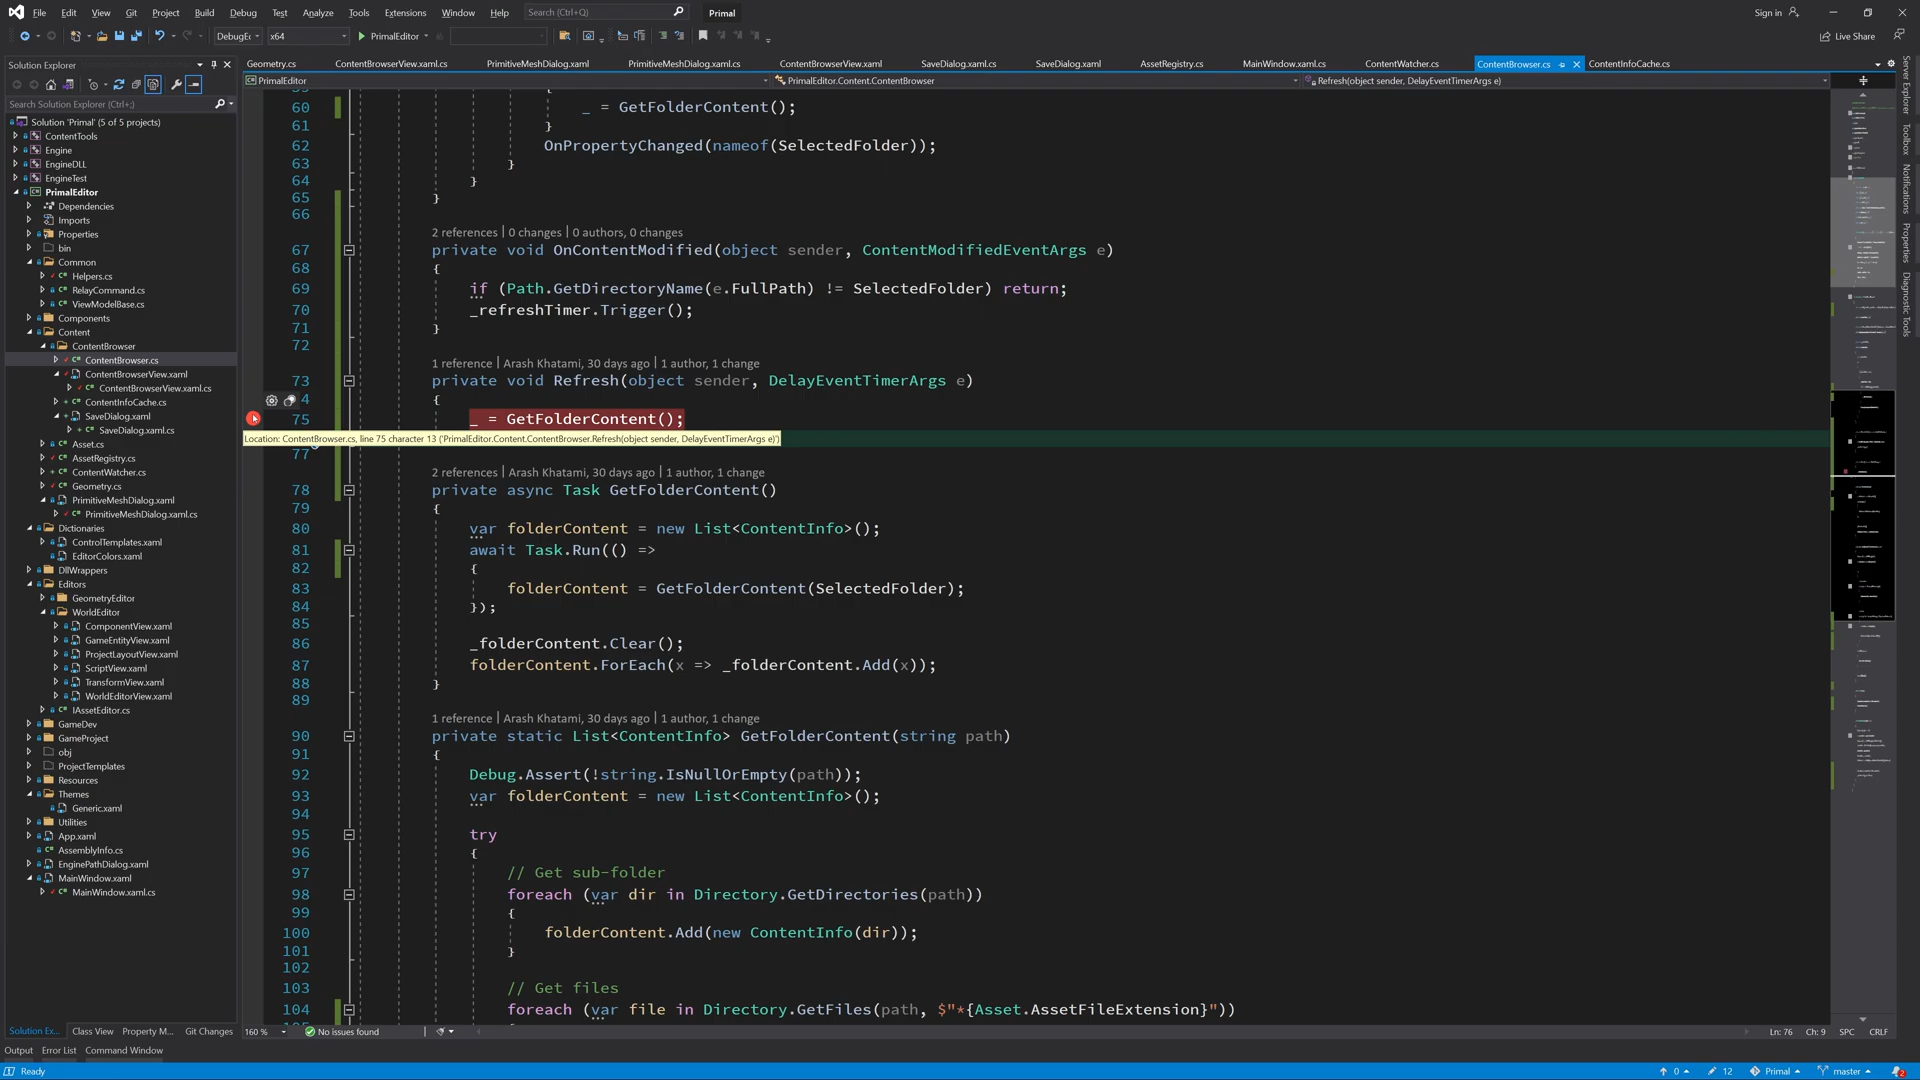 File Edit View Git Project Build Debug Test Analyze Tools Extensions Window Help Search (Ctrl+Q) Primal Sign in
x64 PrimalEditor Live Share
Solution Explorer
Search Solution Explorer (Ctrl+;)
Solution 'Primal' (5 of 5 projects)
ContentTools
Engine
EngineDLL
EngineTest
PrimalEditor
Dependencies
Imports
Properties
bin
Common
Helpers.cs
RelayCommand.cs
ViewModelBase.cs
Components
Content
ContentBrowser
ContentBrowser.cs
ContentBrowserView.xaml
ContentBrowserView.xaml.cs
ContentInfoCache.cs
SaveDialog.xaml
SaveDialog.xaml.cs
Asset.cs
AssetRegistry.cs
ContentWatcher.cs
Geometry.cs
PrimitiveMeshDialog.xaml
PrimitiveMeshDialog.xaml.cs
Dictionaries
ControlTemplates.xaml
EditorColors.xaml
DllWrappers
Editors
GeometryEditor
WorldEditor
ComponentView.xaml
GameEntityView.xaml
ProjectLayoutView.xaml
ScriptView.xaml
TransformView.xaml
WorldEditorView.xaml
IAssetEditor.cs
GameDev
GameProject
obj
ProjectTemplates
Resources
Themes
Generic.xaml
Utilities
App.xaml
AssemblyInfo.cs
EnginePathDialog.xaml
MainWindow.xaml
MainWindow.xaml.cs
Solution Ex... Class View Property M... Git Changes
Geometry.cs ContentBrowserView.xaml.cs PrimitiveMeshDialog.xaml PrimitiveMeshDialog.xaml.cs ContentBrowserView.xaml SaveDialog.xaml.cs SaveDialog.xaml AssetRegistry.cs MainWindow.xaml.cs ContentWatcher.cs ContentBrowser.cs ContentInfoCache.cs
PrimalEditor PrimalEditor.Content.ContentBrowser Refresh(object sender, DelayEventTimerArgs e)
60 _ = GetFolderContent();
61 }
62 OnPropertyChanged(nameof(SelectedFolder));
63 }
64 }
65 }
66
2 references | 0 changes | 0 authors, 0 changes
67 private void OnContentModified(object sender, ContentModifiedEventArgs e)
68 {
69 if (Path.GetDirectoryName(e.FullPath) != SelectedFolder) return;
70 _refreshTimer.Trigger();
71 }
72
1 reference | Arash Khatami, 30 days ago | 1 author, 1 change
73 private void Refresh(object sender, DelayEventTimerArgs e)
4 {
75 _ = GetFolderContent();
Location: ContentBrowser.cs, line 75 character 13 ('PrimalEditor.Content.ContentBrowser.Refresh(object sender, DelayEventTimerArgs e)')
77
2 references | Arash Khatami, 30 days ago | 1 author, 1 change
78 private async Task GetFolderContent()
79 {
80 var folderContent = new List<ContentInfo>();
81 await Task.Run(() =>
82 {
83 folderContent = GetFolderContent(SelectedFolder);
84 });
85
86 _folderContent.Clear();
87 folderContent.ForEach(x => _folderContent.Add(x));
88 }
89
1 reference | Arash Khatami, 30 days ago | 1 author, 1 change
90 private static List<ContentInfo> GetFolderContent(string path)
91 {
92 Debug.Assert(!string.IsNullOrEmpty(path));
93 var folderContent = new List<ContentInfo>();
94
95 try
96 {
97 // Get sub-folder
98 foreach (var dir in Directory.GetDirectories(path))
99 {
100 folderContent.Add(new ContentInfo(dir));
101 }
102
103 // Get files
104 foreach (var file in Directory.GetFiles(path, $"*{Asset.AssetFileExtension}"))
160 % No issues found Ln: 76 Ch: 9 SPC CRLF
Server Explorer
Toolbox
Notifications
Properties
Diagnostic Tools
Output Error List Command Window
Ready 0 12 Primal master 2